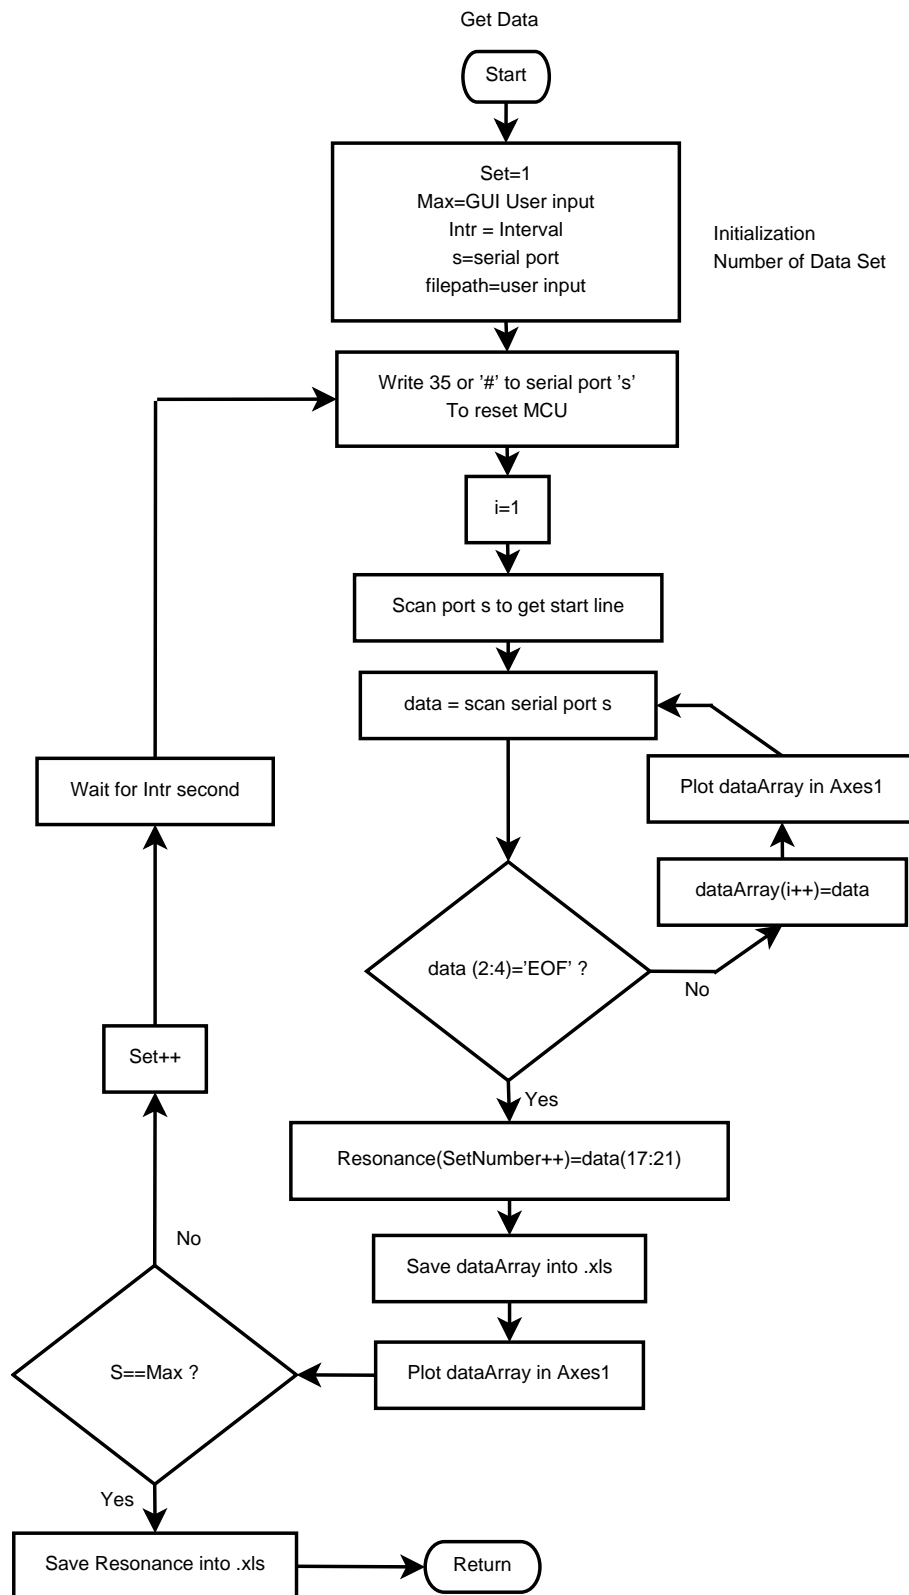 Get Data
Start
Set=1
Max=GUI User input
Intr = Interval
s=serial port
filepath=user input
Initialization
Number of Data Set
Write 35 or ’#’ to serial port ’s’
To reset MCU
i=1
Scan port s to get start line
data = scan serial port s
Wait for Intr second
Plot dataArray in Axes1
dataArray(i++)=data
data (2:4)=’EOF’ ?
No
Set++
Yes
Resonance(SetNumber++)=data(17:21)
No
Save dataArray into .xls
S==Max ?
Plot dataArray in Axes1
Yes
Save Resonance into .xls
Return